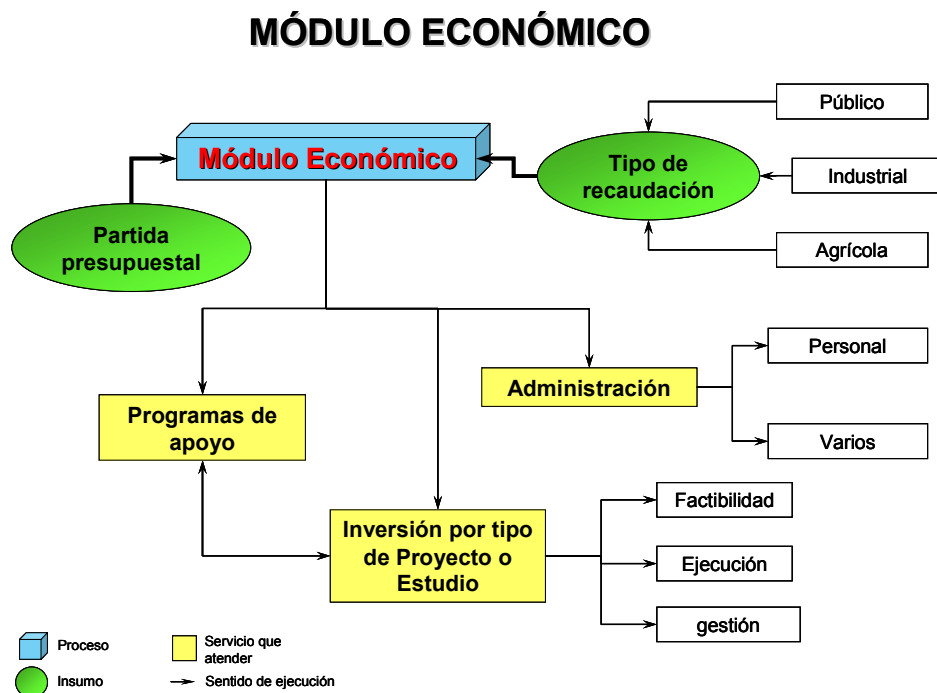 MÓDULO ECONÓMICO
Público
Módulo Económico
Tipo de
recaudación
Industrial
Partida
presupuestal
Agrícola
Personal
Administración
Programas de
apoyo
Varios
Factibilidad
Inversión por tipo
de Proyecto o
Estudio
Ejecución
gestión
Proceso
Servicio que
atender
Insumo
Sentido de ejecución